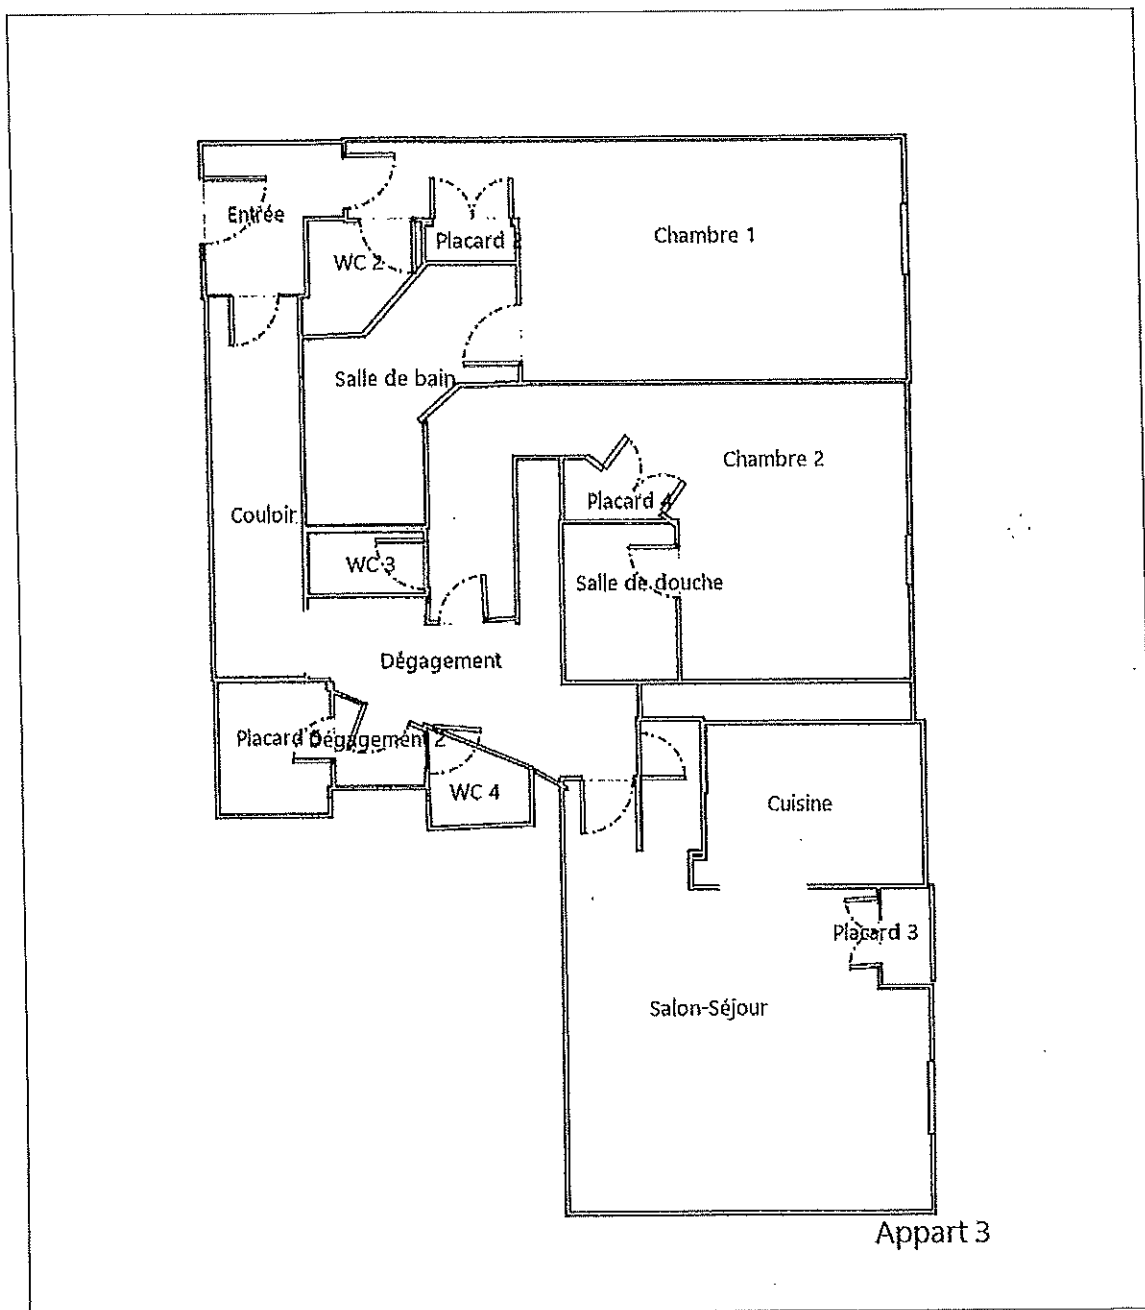 Entrée
Placard
Chambre 1
WC 2
Salle de bain
Chambre 2
Placard 4
Couloir
WC 3
Salle de douche
Dégagement
Placard
Dégagement 2
WC 4
Cuisine
Placard 3
Salon-Séjour
Appart 3